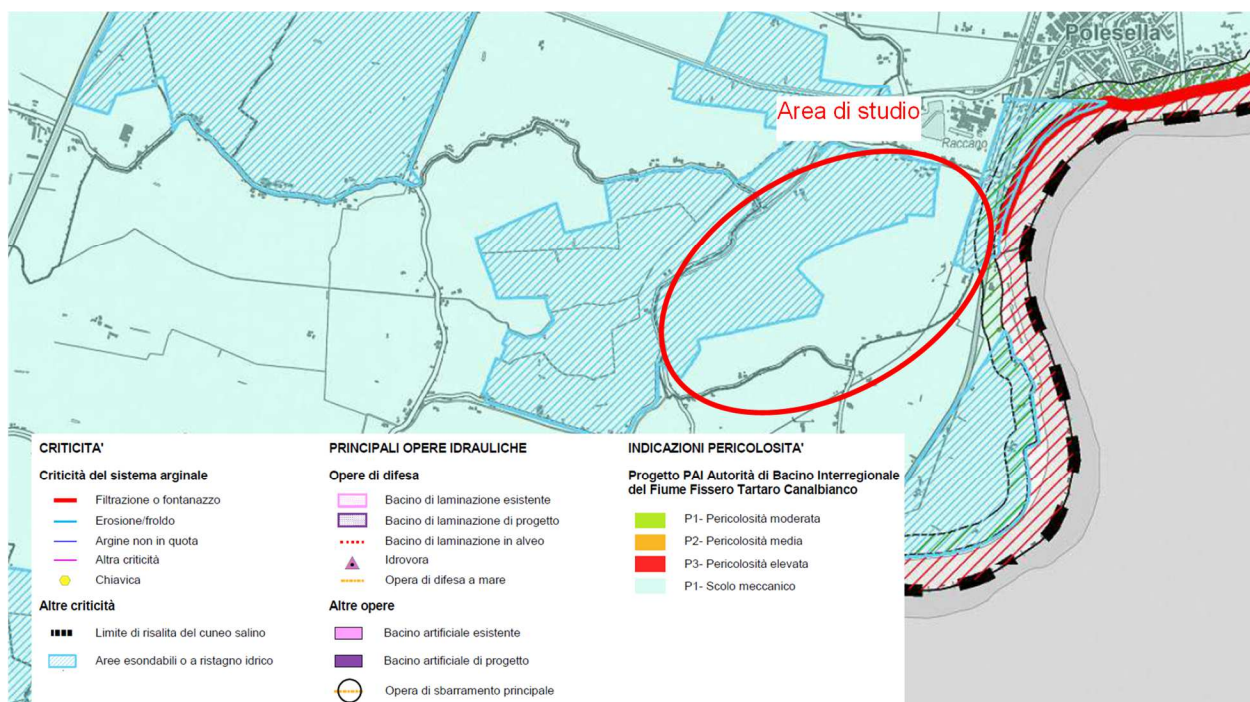 Polesella
Area di studio
Raccano
CRITICITA'
Criticità del sistema arginale
Filtrazione o fontanazzo
Erosione/froldo
Argine non in quota
Altra criticità
Chiavica
Altre criticità
Limite di risalita del cuneo salino
Aree esondabili o a ristagno idrico
PRINCIPALI OPERE IDRAULICHE
Opere di difesa
Bacino di laminazione esistente
Bacino di laminazione di progetto
Bacino di laminazione in alveo
Idrovora
Opera di difesa a mare
Altre opere
Bacino artificiale esistente
Bacino artificiale di progetto
Opera di sbarramento principale
INDICAZIONI PERICOLOSITA'
Progetto PAI Autorità di Bacino Interregionale
del Fiume Fissero Tartaro Canalbianco
P1- Pericolosità moderata
P2- Pericolosità media
P3- Pericolosità elevata
P1- Scolo meccanico